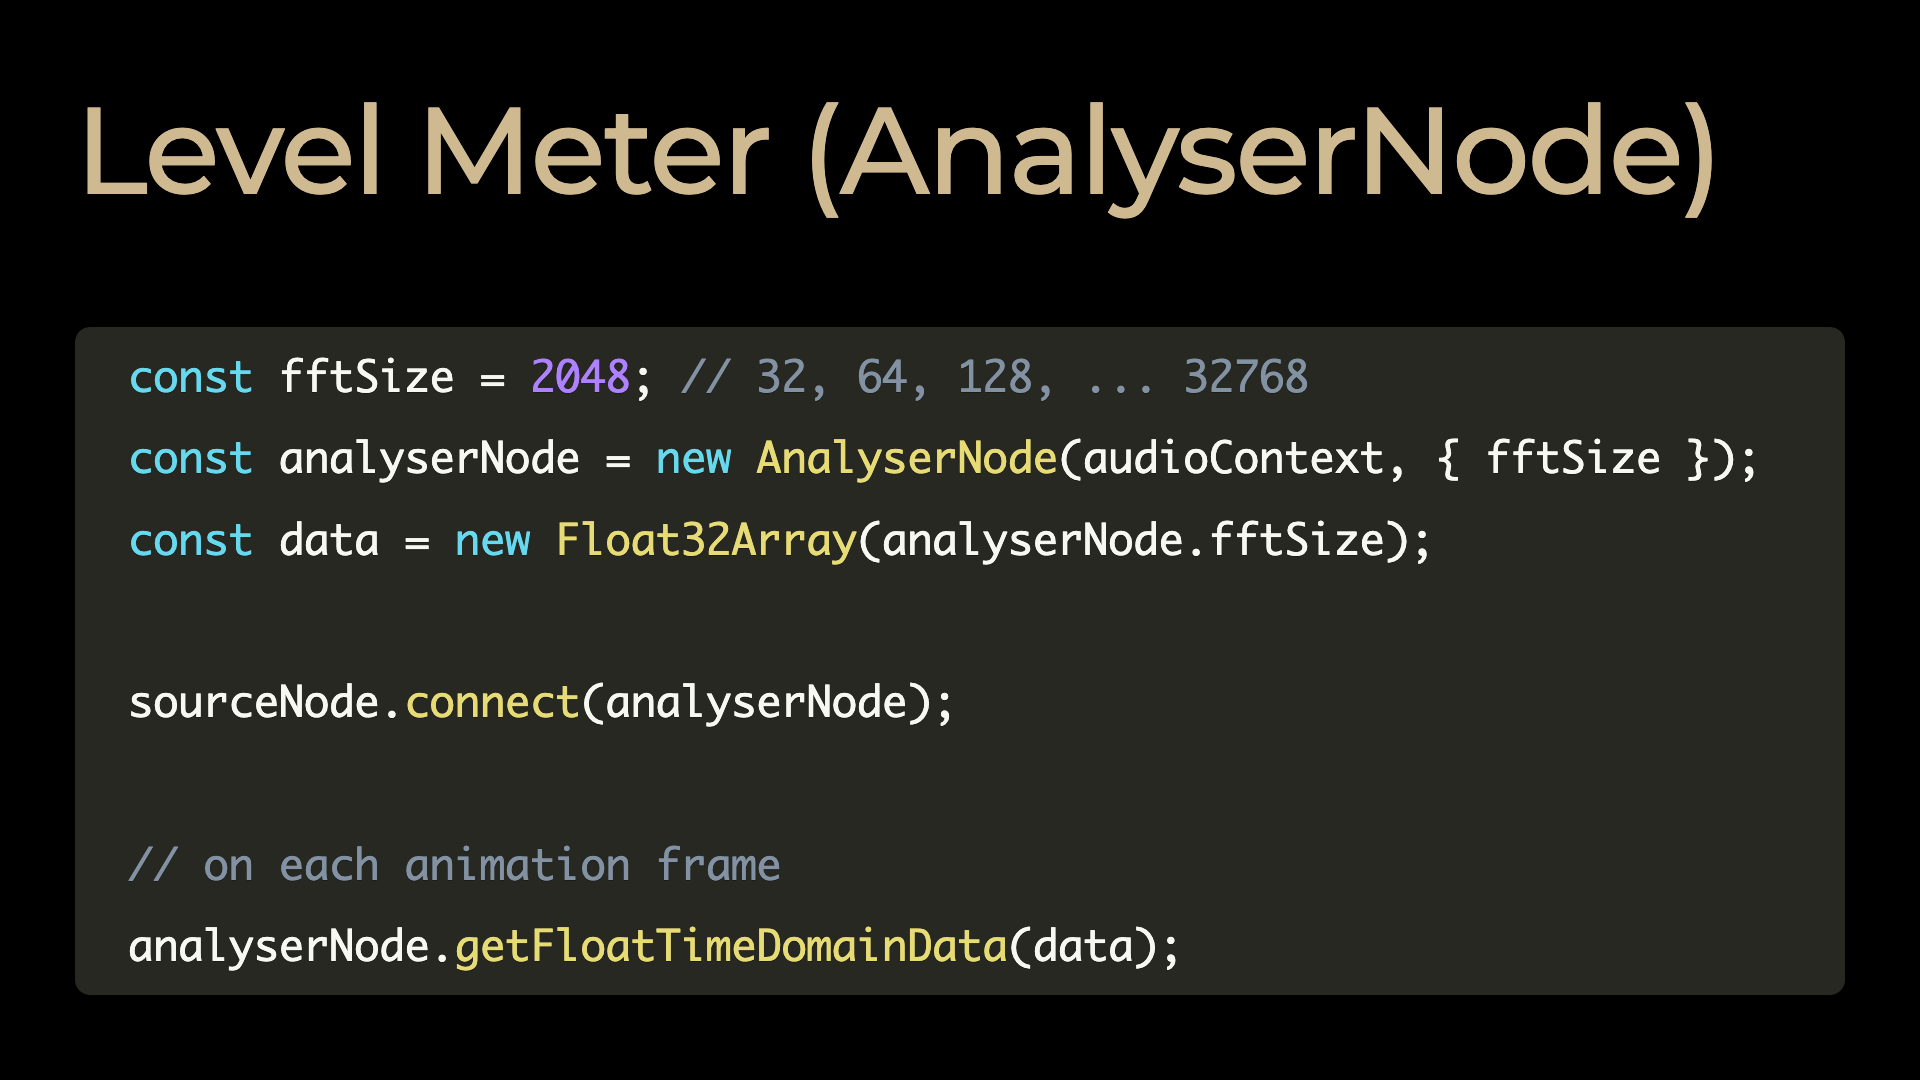 Level Meter (AnalyserNode)
const fftSize = 2048; // 32, 64, 128, ... 32768
const analyserNode = new AnalyserNode(audioContext, { fftSize });
const data = new Float32Array(analyserNode.fftSize);
sourceNode.connect(analyserNode);
// on each animation frame
analyserNode.getFloatTimeDomainData(data);